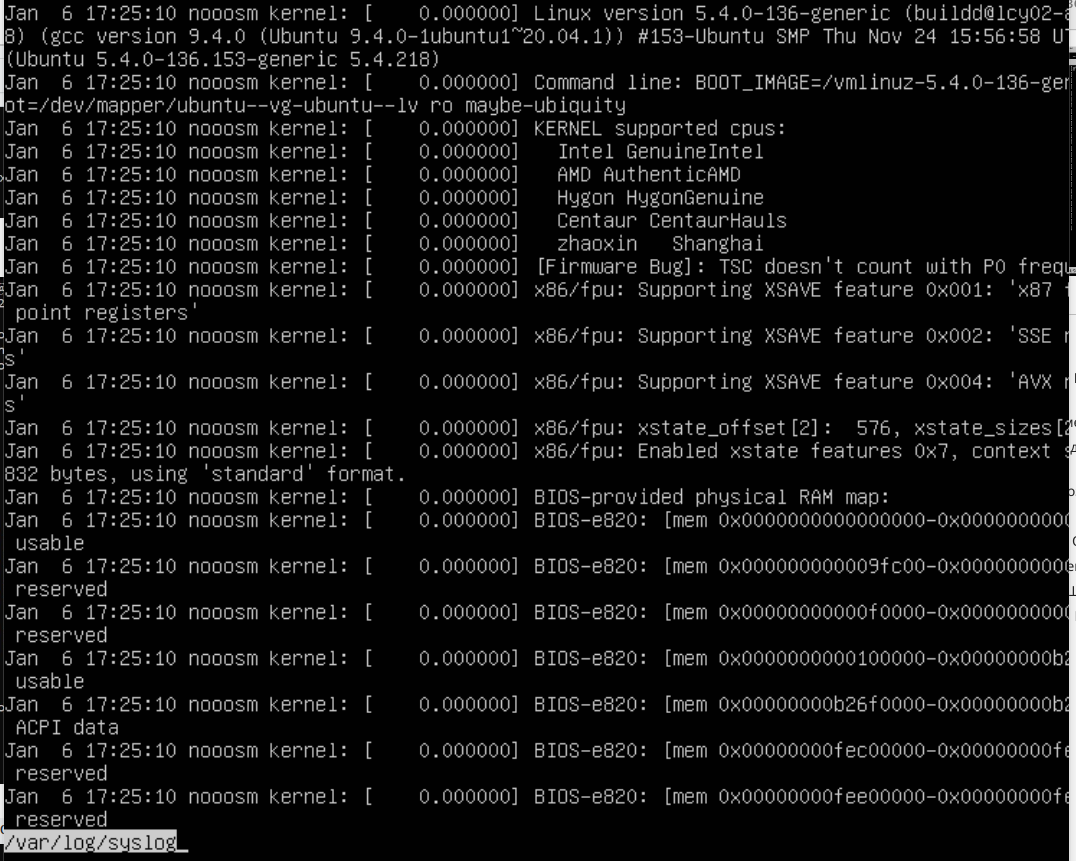 Jan  6 17:25:10 nooosm kernel: [    0.000000] Linux version 5.4.0-136-generic (buildd@lcy02-a
8) (gcc version 9.4.0 (Ubuntu 9.4.0-1ubuntu1~20.04.1)) #153-Ubuntu SMP Thu Nov 24 15:56:58 UT
(Ubuntu 5.4.0-136.153-generic 5.4.218)
Jan  6 17:25:10 nooosm kernel: [    0.000000] Command line: BOOT_IMAGE=/vmlinuz-5.4.0-136-gen
ot=/dev/mapper/ubuntu--vg-ubuntu--lv ro maybe-ubiquity
Jan  6 17:25:10 nooosm kernel: [    0.000000] KERNEL supported cpus:
Jan  6 17:25:10 nooosm kernel: [    0.000000]   Intel GenuineIntel
Jan  6 17:25:10 nooosm kernel: [    0.000000]   AMD AuthenticAMD
Jan  6 17:25:10 nooosm kernel: [    0.000000]   Hygon HygonGenuine
Jan  6 17:25:10 nooosm kernel: [    0.000000]   Centaur CentaurHauls
Jan  6 17:25:10 nooosm kernel: [    0.000000]   zhaoxin   Shanghai
Jan  6 17:25:10 nooosm kernel: [    0.000000] [Firmware Bug]: TSC doesn't count with P0 frequ
Jan  6 17:25:10 nooosm kernel: [    0.000000] x86/fpu: Supporting XSAVE feature 0x001: 'x87 f
 point registers'
Jan  6 17:25:10 nooosm kernel: [    0.000000] x86/fpu: Supporting XSAVE feature 0x002: 'SSE r
s'
Jan  6 17:25:10 nooosm kernel: [    0.000000] x86/fpu: Supporting XSAVE feature 0x004: 'AVX r
s'
Jan  6 17:25:10 nooosm kernel: [    0.000000] x86/fpu: xstate_offset[2]:  576, xstate_sizes[2
Jan  6 17:25:10 nooosm kernel: [    0.000000] x86/fpu: Enabled xstate features 0x7, context s
832 bytes, using 'standard' format.
Jan  6 17:25:10 nooosm kernel: [    0.000000] BIOS-provided physical RAM map:
Jan  6 17:25:10 nooosm kernel: [    0.000000] BIOS-e820: [mem 0x0000000000000000-0x0000000000
 usable
Jan  6 17:25:10 nooosm kernel: [    0.000000] BIOS-e820: [mem 0x000000000009fc00-0x0000000000
 reserved
Jan  6 17:25:10 nooosm kernel: [    0.000000] BIOS-e820: [mem 0x00000000000f0000-0x0000000000
 reserved
Jan  6 17:25:10 nooosm kernel: [    0.000000] BIOS-e820: [mem 0x0000000000100000-0x00000000b2
 usable
Jan  6 17:25:10 nooosm kernel: [    0.000000] BIOS-e820: [mem 0x00000000b26f0000-0x00000000b2
 ACPI data
Jan  6 17:25:10 nooosm kernel: [    0.000000] BIOS-e820: [mem 0x00000000fec00000-0x00000000fe
 reserved
Jan  6 17:25:10 nooosm kernel: [    0.000000] BIOS-e820: [mem 0x00000000fee00000-0x00000000fe
 reserved
/var/log/syslog